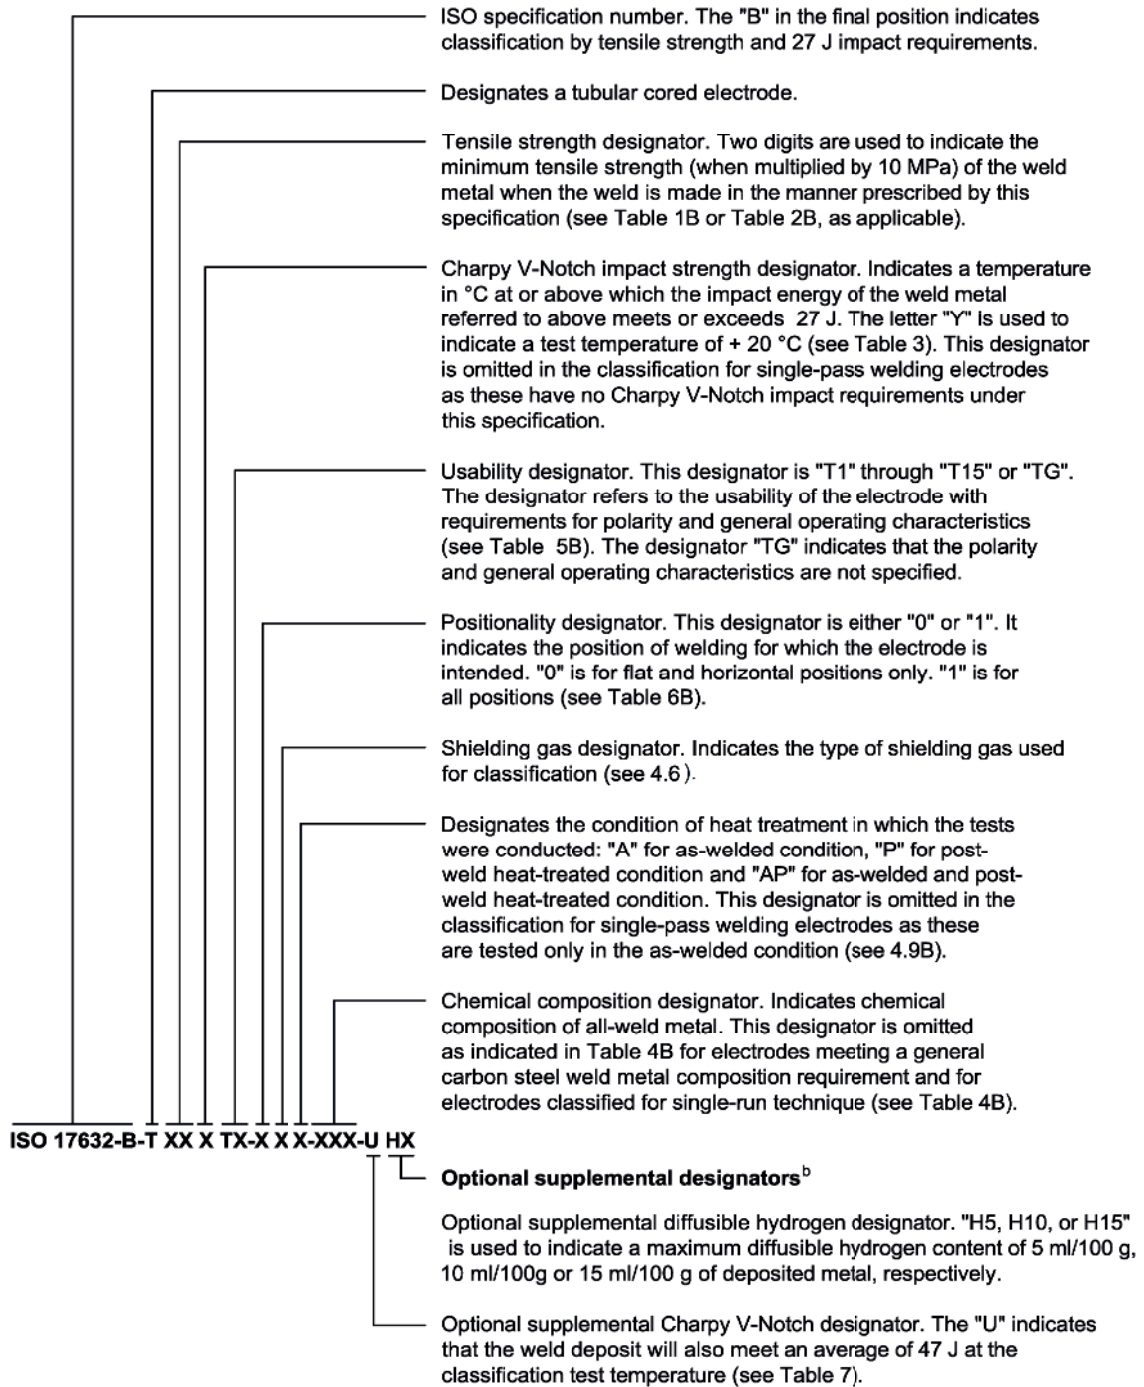 ISO specification number. The "B" in the final position indicates
classification by tensile strength and 27 J impact requirements.
Designates a tubular cored electrode.
Tensile strength designator. Two digits are used to indicate the
minimum tensile strength (when multiplied by 10 MPa) of the weld
metal when the weld is made in the manner prescribed by this
specification (see Table 1B or Table 2B, as applicable).
Charpy V-Notch impact strength designator. Indicates a temperature
in °C at or above which the impact energy of the weld metal
referred to above meets or exceeds 27 J. The letter "Y" is used to
indicate a test temperature of + 20 °C (see Table 3). This designator
is omitted in the classification for single-pass welding electrodes
as these have no Charpy V-Notch impact requirements under
this specification.
Usability designator. This designator is "T1" through "T15" or "TG".
The designator refers to the usability of the electrode with
requirements for polarity and general operating characteristics
(see Table 5B). The designator "TG" indicates that the polarity
and general operating characteristics are not specified.
Positionality designator. This designator is either "0" or "1". It
indicates the position of welding for which the electrode is
intended. "0" is for flat and horizontal positions only. "1" is for
all positions (see Table 6B).
Shielding gas designator. Indicates the type of shielding gas used
for classification (see 4.6).
Designates the condition of heat treatment in which the tests
were conducted: "A" for as-welded condition, "P" for post-
weld heat-treated condition and "AP" for as-welded and post-
weld heat-treated condition. This designator is omitted in the
classification for single-pass welding electrodes as these
are tested only in the as-welded condition (see 4.9B).
Chemical composition designator. Indicates chemical
composition of all-weld metal. This designator is omitted
as indicated in Table 4B for electrodes meeting a general
carbon steel weld metal composition requirement and for
electrodes classified for single-run technique (see Table 4B).
ISO 17632-B-T XX X TX-X X X-XXX-U HX
Optional supplemental designators<sup>b</sup>
Optional supplemental diffusible hydrogen designator. "H5, H10, or H15"
is used to indicate a maximum diffusible hydrogen content of 5 ml/100 g,
10 ml/100g or 15 ml/100 g of deposited metal, respectively.
Optional supplemental Charpy V-Notch designator. The "U" indicates
that the weld deposit will also meet an average of 47 J at the
classification test temperature (see Table 7).